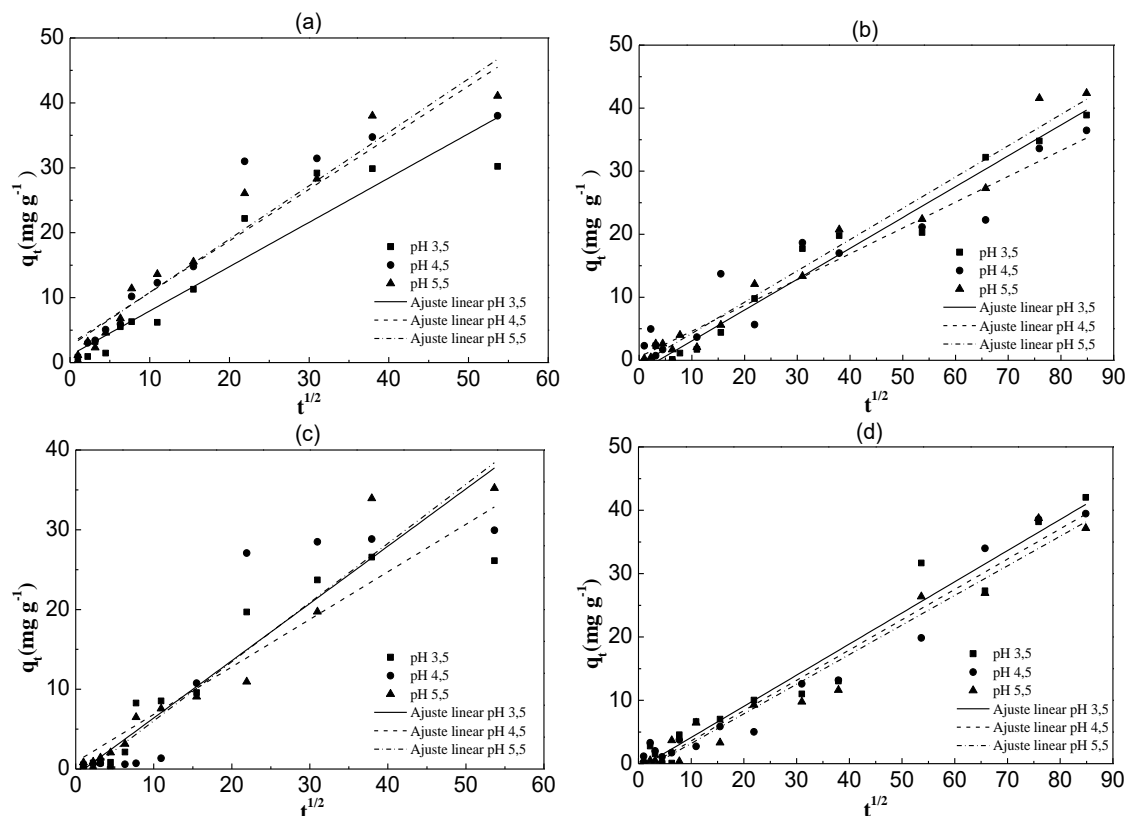 (a)
50
40
30
20
10
0
qt(mg g-1)
pH 3,5
pH 4,5
pH 5,5
Ajuste linear pH 3,5
Ajuste linear pH 4,5
Ajuste linear pH 5,5
0 10 20 30 40 50 60
t1/2
(b)
50
40
30
20
10
0
qt(mg g-1)
pH 3,5
pH 4,5
pH 5,5
Ajuste linear pH 3,5
Ajuste linear pH 4,5
Ajuste linear pH 5,5
0 10 20 30 40 50 60 70 80 90
t1/2
(c)
40
30
20
10
0
qt(mg g-1)
pH 3,5
pH 4,5
pH 5,5
Ajuste linear pH 3,5
Ajuste linear pH 4,5
Ajuste linear pH 5,5
0 10 20 30 40 50 60
t1/2
(d)
50
40
30
20
10
0
qt(mg g-1)
pH 3,5
pH 4,5
pH 5,5
Ajuste linear pH 3,5
Ajuste linear pH 4,5
Ajuste linear pH 5,5
0 10 20 30 40 50 60 70 80 90
t1/2